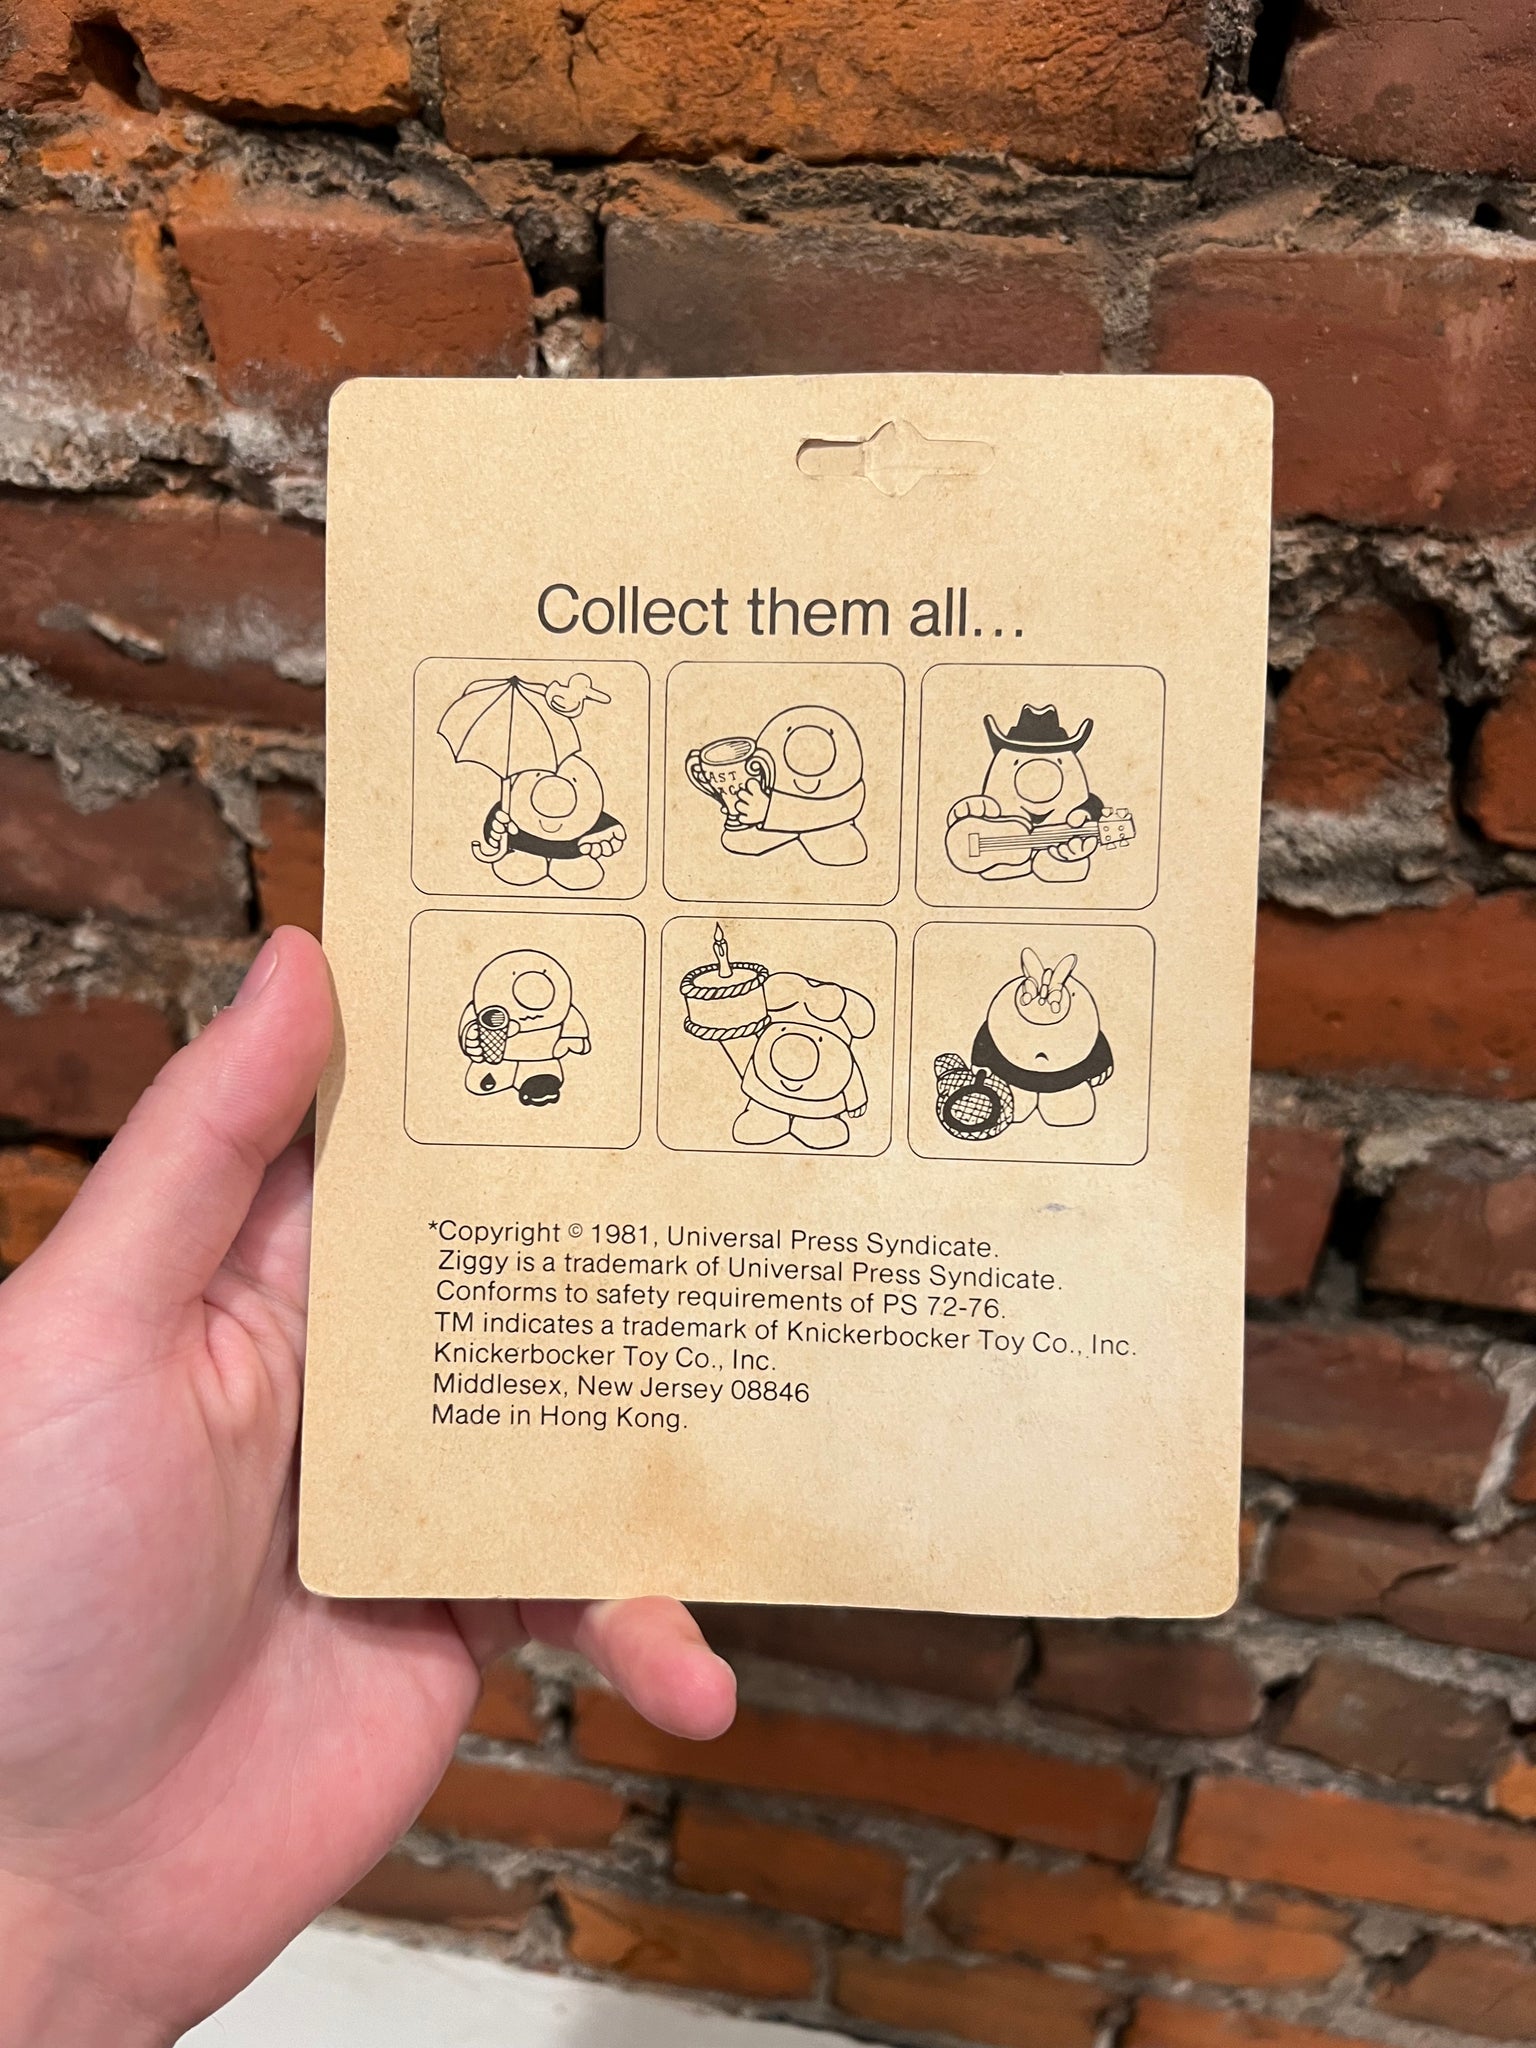 Collect them all...
AST
*Copyright © 1981, Universal Press Syndicate.
Ziggy is a trademark of Universal Press Syndicate.
Conforms to safety requirements of PS 72-76.
TM indicates a trademark of Knickerbocker Toy Co., Inc.
Knickerbocker Toy Co., Inc.
Middlesex, New Jersey 08846
Made in Hong Kong.